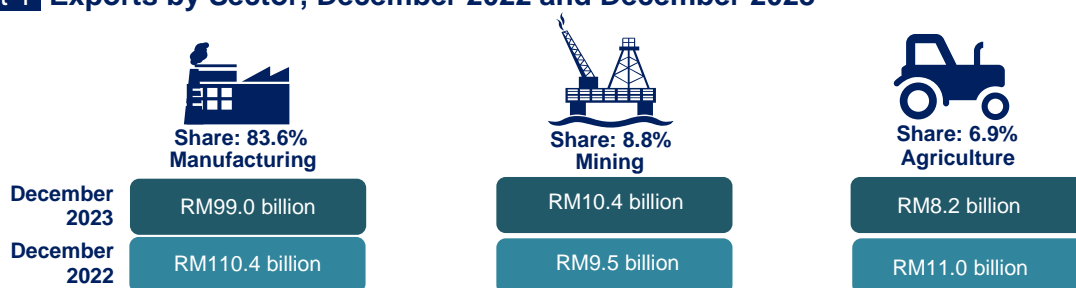 Exports by Sector, December 2022 and December 2023
Share: 83.6%
Manufacturing
Share: 8.8%
Mining
Share: 6.9%
Agriculture
December
2023
RM99.0 billion
RM10.4 billion
RM8.2 billion
December
2022
RM110.4 billion
RM9.5 billion
RM11.0 billion